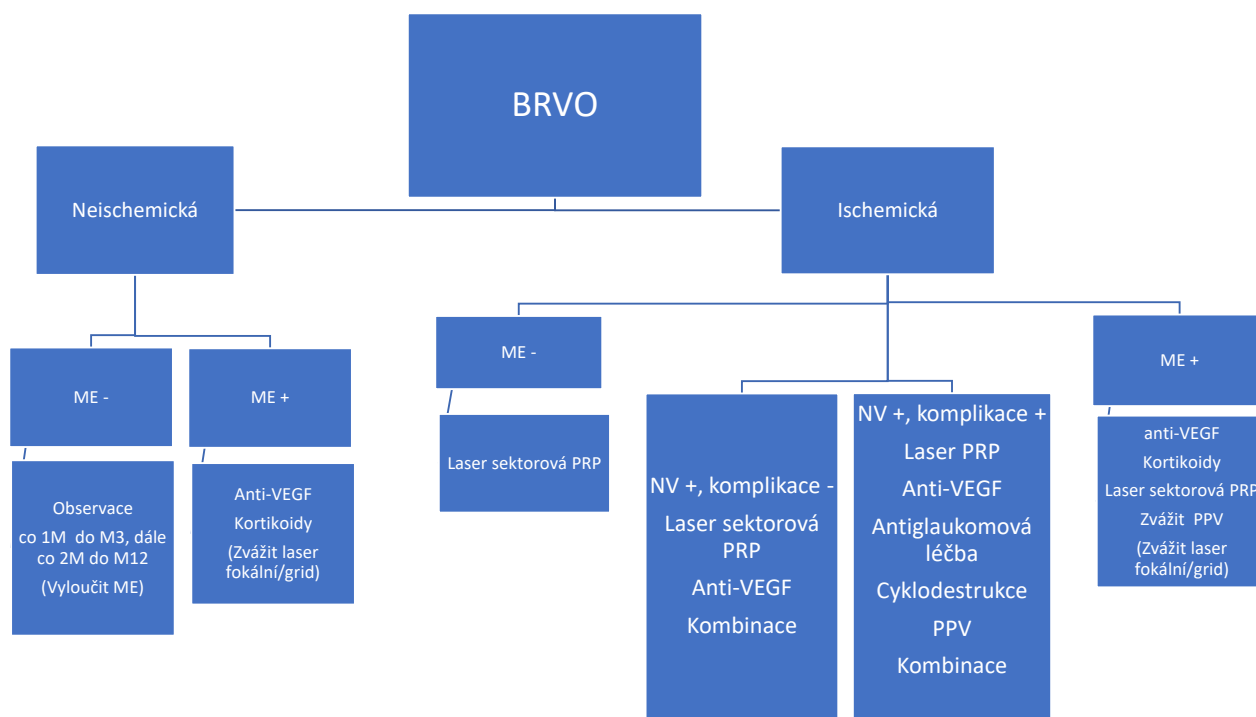 BRVO
Neischemická
Ischemická
ME -
ME +
ME -
ME +
Observace
co 1M do M3, dále
co 2M do M12
(Vyloučit ME)
Anti-VEGF
Kortikoidy
(Zvážit laser
fokální/grid)
Laser sektorová PRP
NV +, komplikace -
Laser sektorová
PRP
Anti-VEGF
Kombinace
NV +, komplikace +
Laser PRP
Anti-VEGF
Antiglaukomová
léčba
Cyklodestrukce
PPV
Kombinace
anti-VEGF
Kortikoidy
Laser sektorová PRP
Zvážit PPV
(Zvážit laser
fokální/grid)